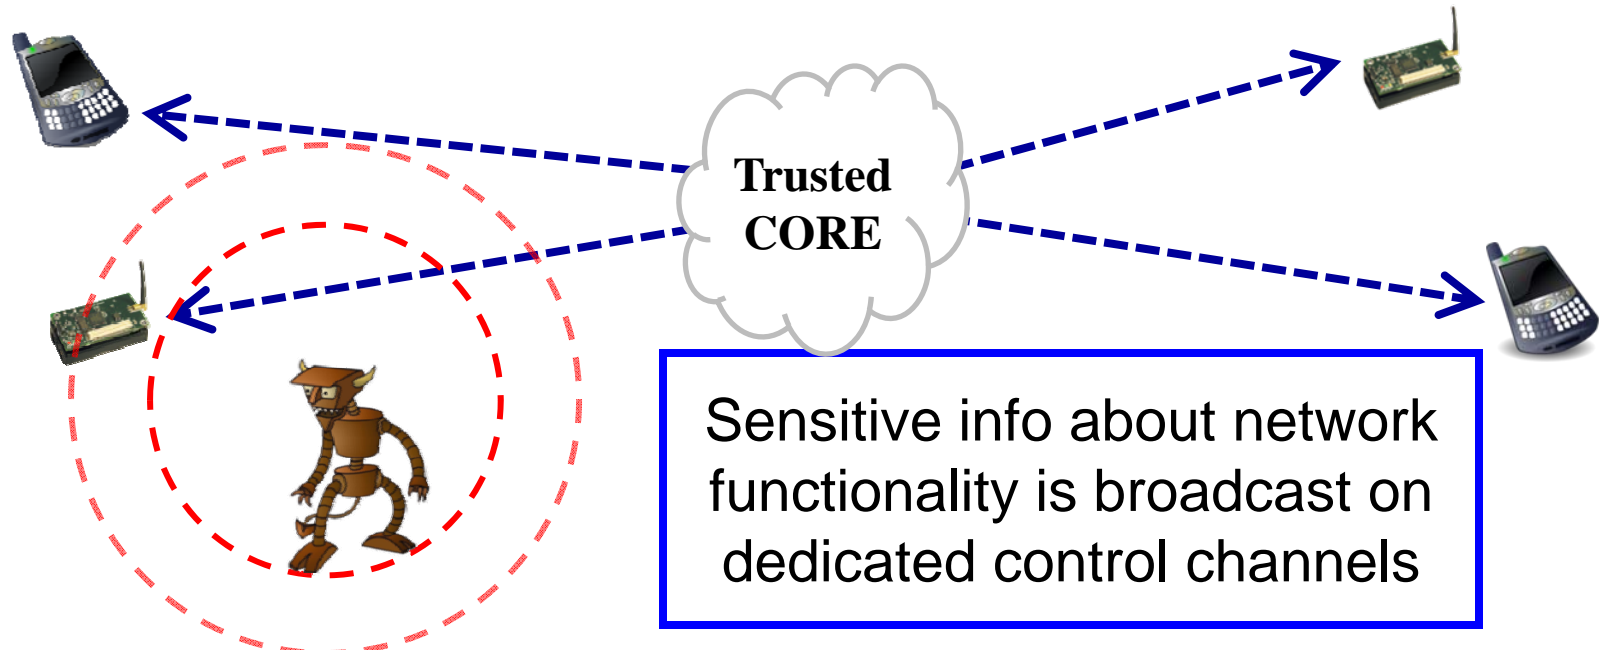 Trusted
CORE
Sensitive info about network
functionality is broadcast on
dedicated control channels